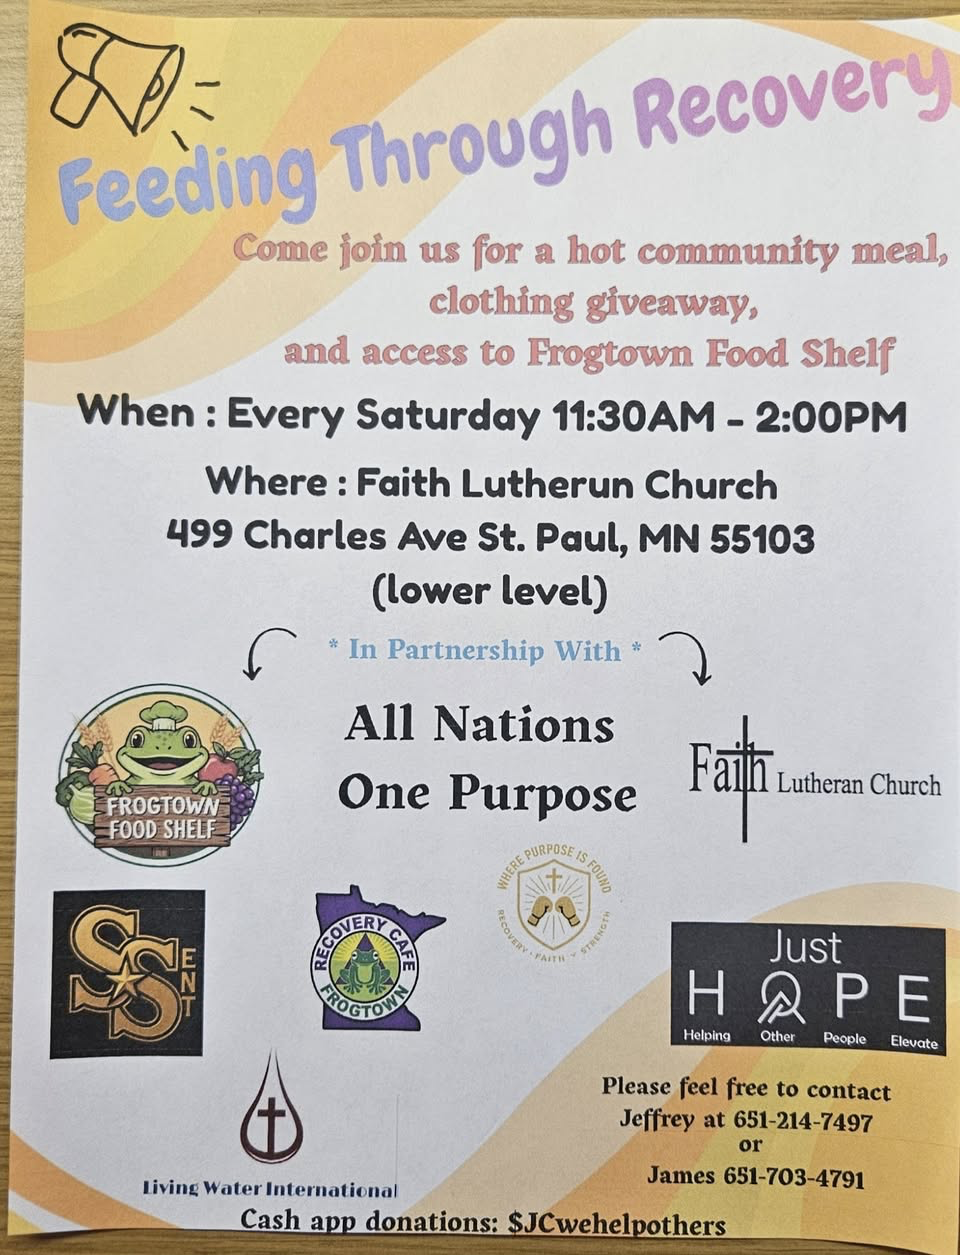 Feeding Through Recovery
Come join us for a hot community meal,
clothing giveaway,
and access to Frogtown Food Shelf
When : Every Saturday 11:30AM - 2:00PM
Where : Faith Lutherun Church
499 Charles Ave St. Paul, MN 55103
(lower level)
* In Partnership With *
FROGTOWN
FOOD SHELF
All Nations
One Purpose
Faith Lutheran Church
WHERE PURPOSE IS FOUND
RECOVERY · FAITH · STRENGTH
SS
ENT
RECOVERY CAFE
FROGTOWN
Just
HOPE
Helping Other People Elevate
Living Water International
Please feel free to contact
Jeffrey at 651-214-7497
or
James 651-703-4791
Cash app donations: $JCwehelpothers